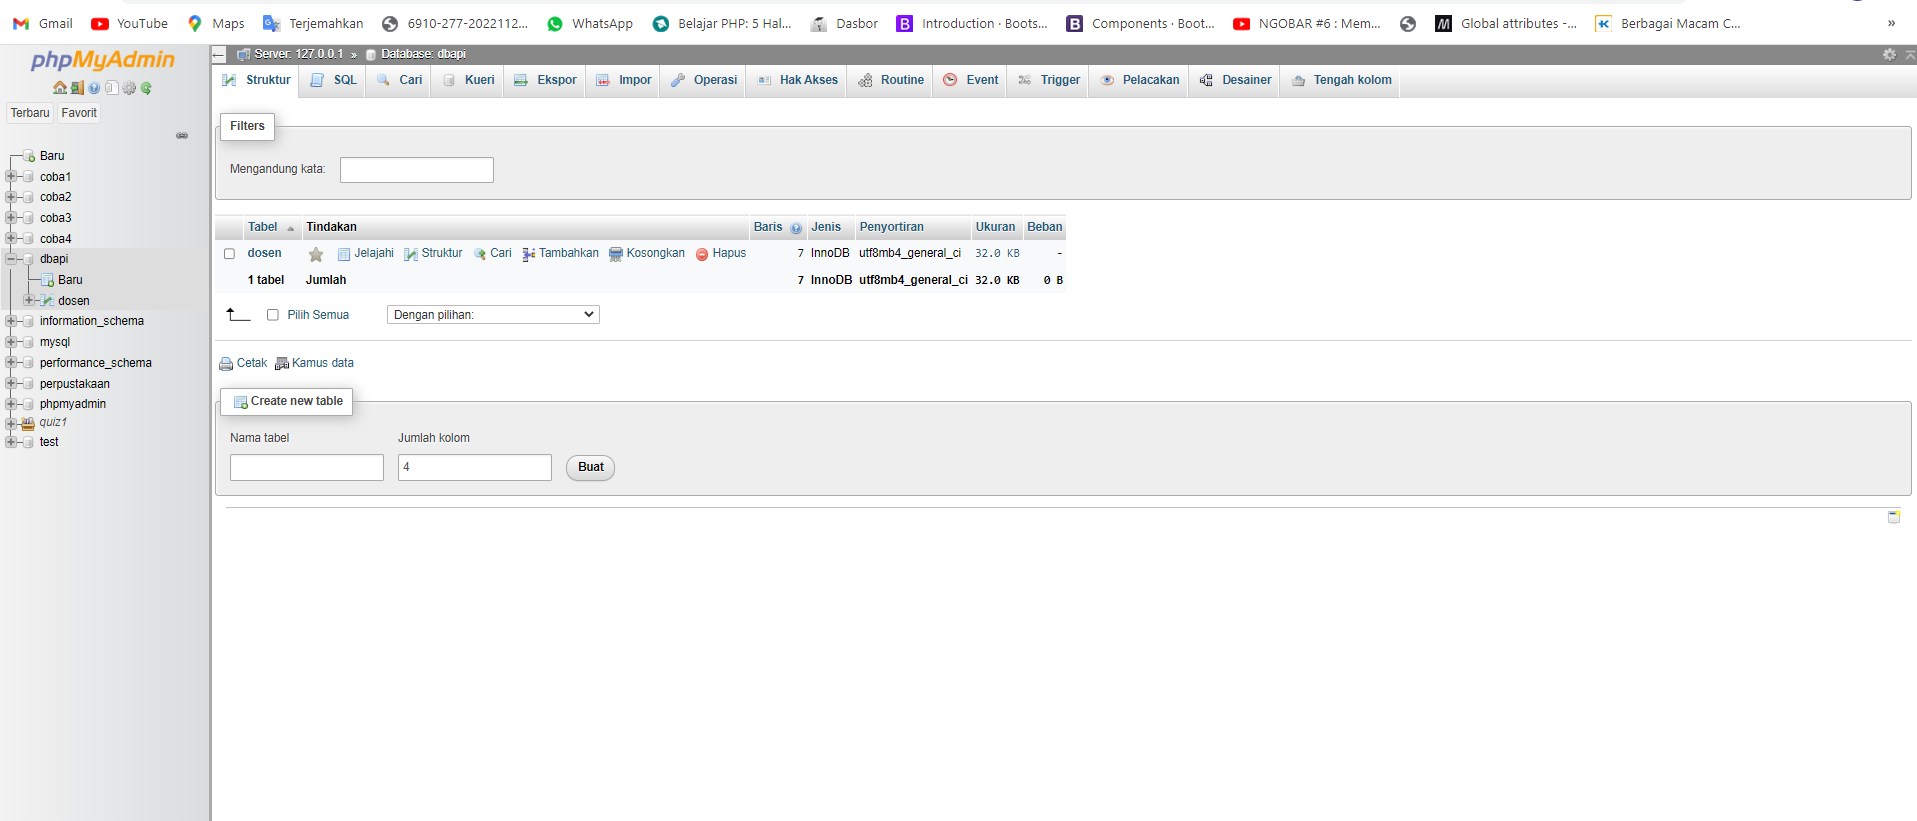 Gmail YouTube Maps Terjemahkan 6910-277-2022112... WhatsApp Belajar PHP: 5 Hal... Dasbor Introduction · Boots... Components · Boot... NGOBAR #6 : Mem... Global attributes -... Berbagai Macam C... »
phpMyAdmin
Terbaru Favorit
Baru
coba1
coba2
coba3
coba4
dbapi
Baru
dosen
information_schema
mysql
performance_schema
perpustakaan
phpmyadmin
quiz1
test
Server: 127.0.0.1 » Database: dbapi
Struktur SQL Cari Kueri Ekspor Impor Operasi Hak Akses Routine Event Trigger Pelacakan Desainer Tengah kolom
Filters
Mengandung kata:
Tabel Tindakan Baris Jenis Penyortiran Ukuran Beban
dosen Jelajahi Struktur Cari Tambahkan Kosongkan Hapus 7 InnoDB utf8mb4_general_ci 32.0 KB -
1 tabel Jumlah 7 InnoDB utf8mb4_general_ci 32.0 KB 0 B
Pilih Semua Dengan pilihan:
Cetak Kamus data
Create new table
Nama tabel Jumlah kolom
4 Buat